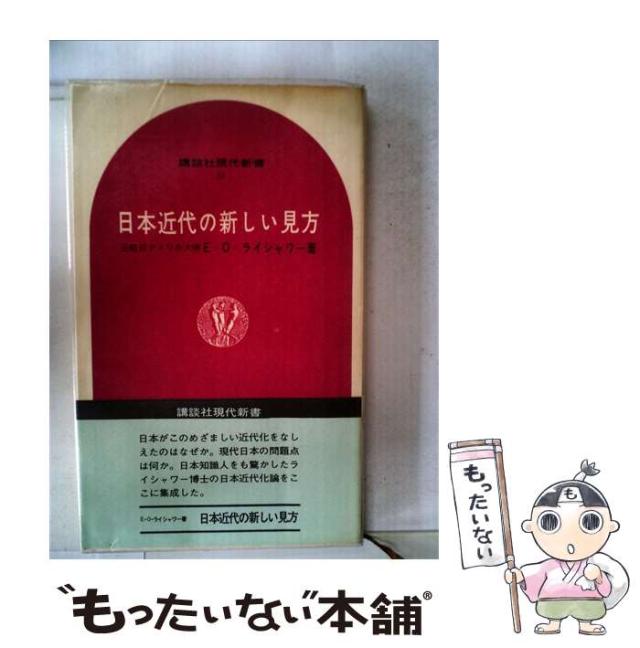 講談社現代新書
日本近代の新しい見方
E・O・ライシャワー著
講談社現代新書
日本がこのめざましい近代化をなし
えたのはなぜか。現代日本の問題点
は何か。日本知識人をも驚かしたラ
イシャワー博士の日本近代化論をこ
こに集成した。
E・O・ライシャワー著 日本近代の新しい見方
も
もったいない
"もったいない"本舗®